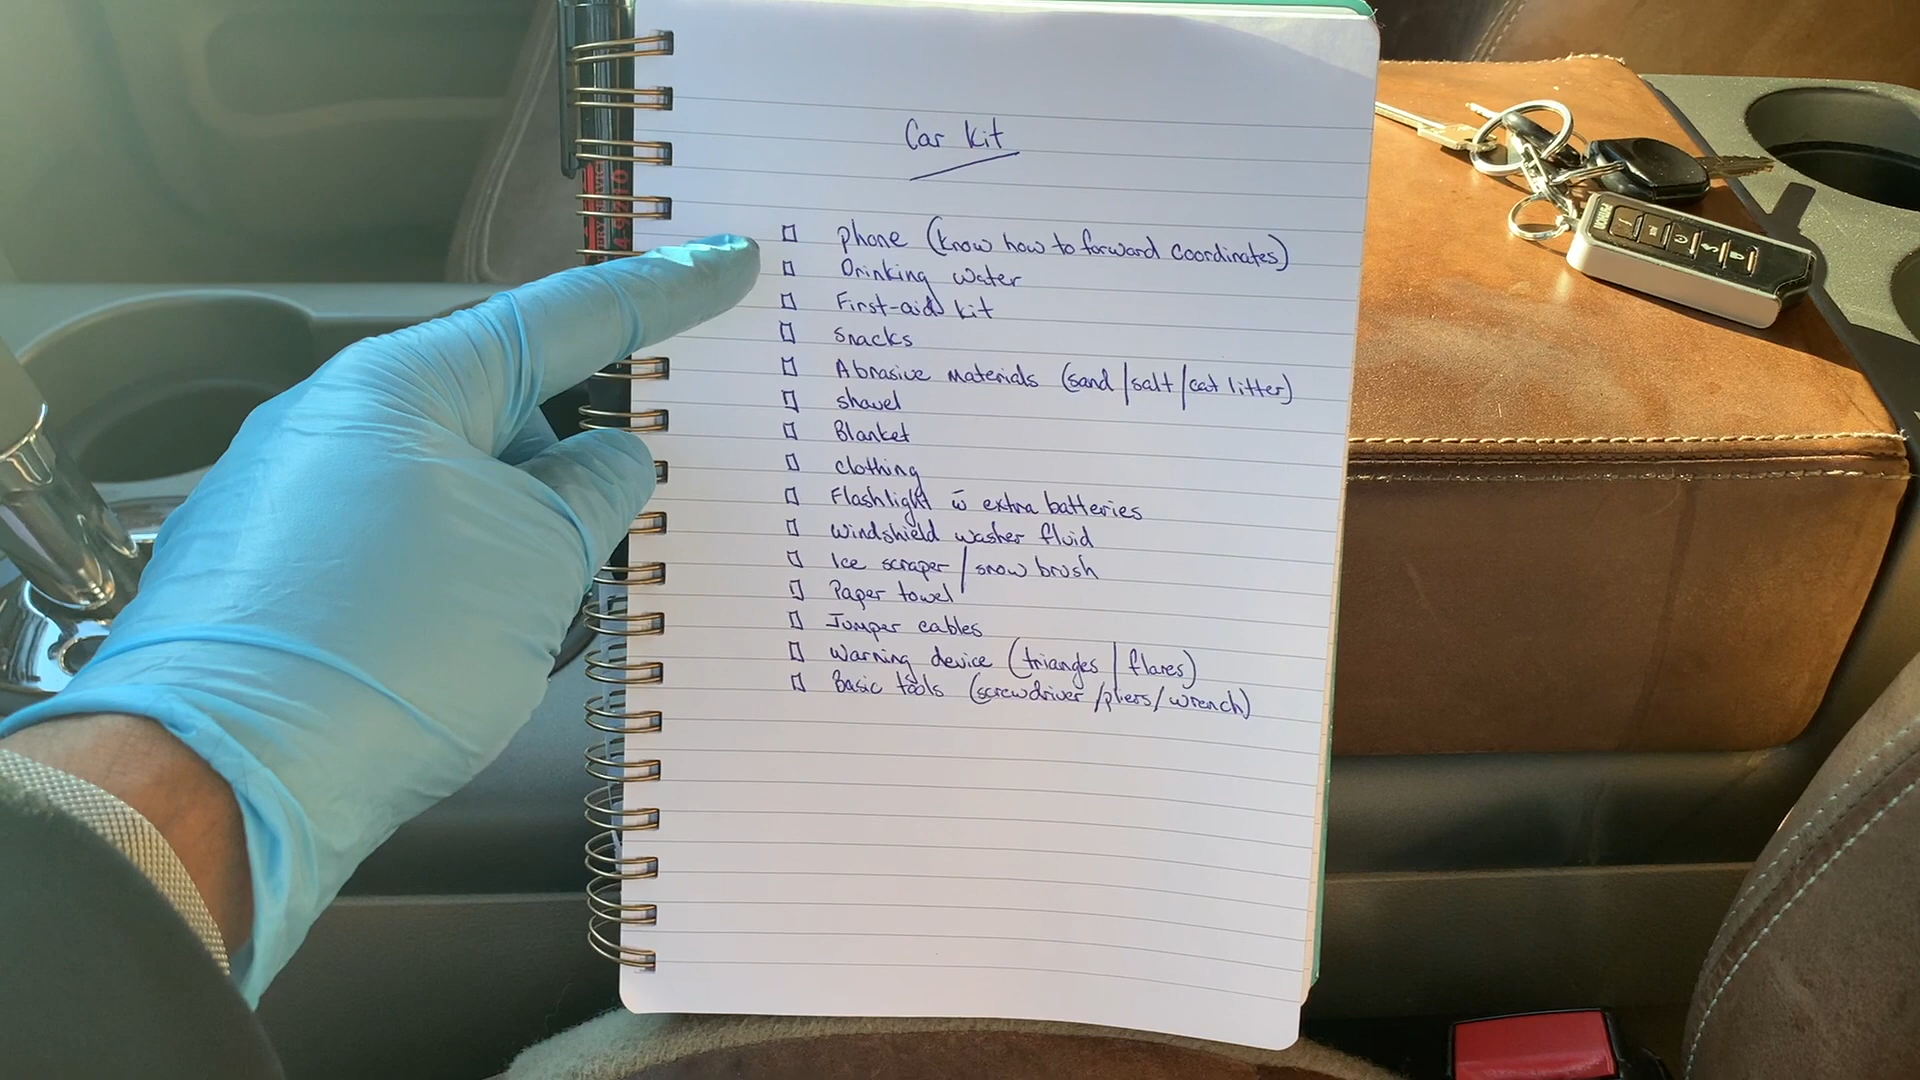 Car Kit
phone (know how to forward coordinates)
Drinking water
First-aid kit
Snacks
Abrasive materials (sand/salt/cat litter)
shovel
Blanket
clothing
Flashlight w̄ extra batteries
Windshield washer fluid
Ice scraper / snow brush
Paper towel
Jumper cables
Warning device (triangles / flares)
Basic tools (screwdriver/pliers/wrench)